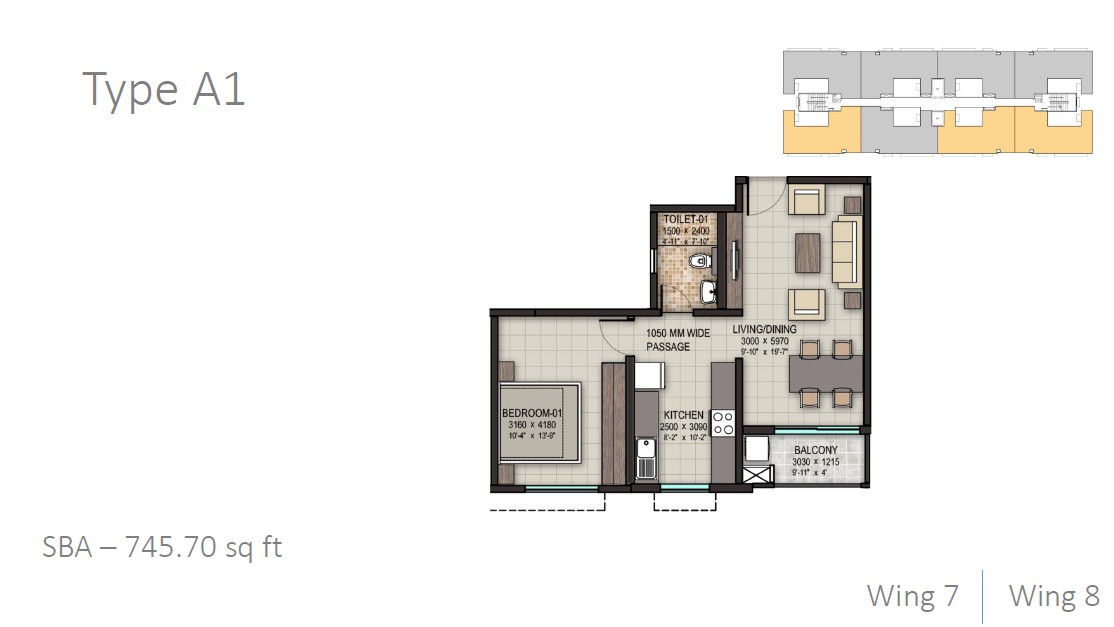 Type A1
TOILET-01
1500 x 2400
4'-11" x 7'-10"
1050 MM WIDE
PASSAGE
LIVING/DINING
3000 x 5970
9'-10" x 19'-7"
BEDROOM-01
3160 x 4180
10'-4" x 13'-9"
KITCHEN
2500 x 3090
8'-2" x 10'-2"
BALCONY
3030 x 1215
9'-11" x 4'
SBA – 745.70 sq ft
Wing 7
Wing 8